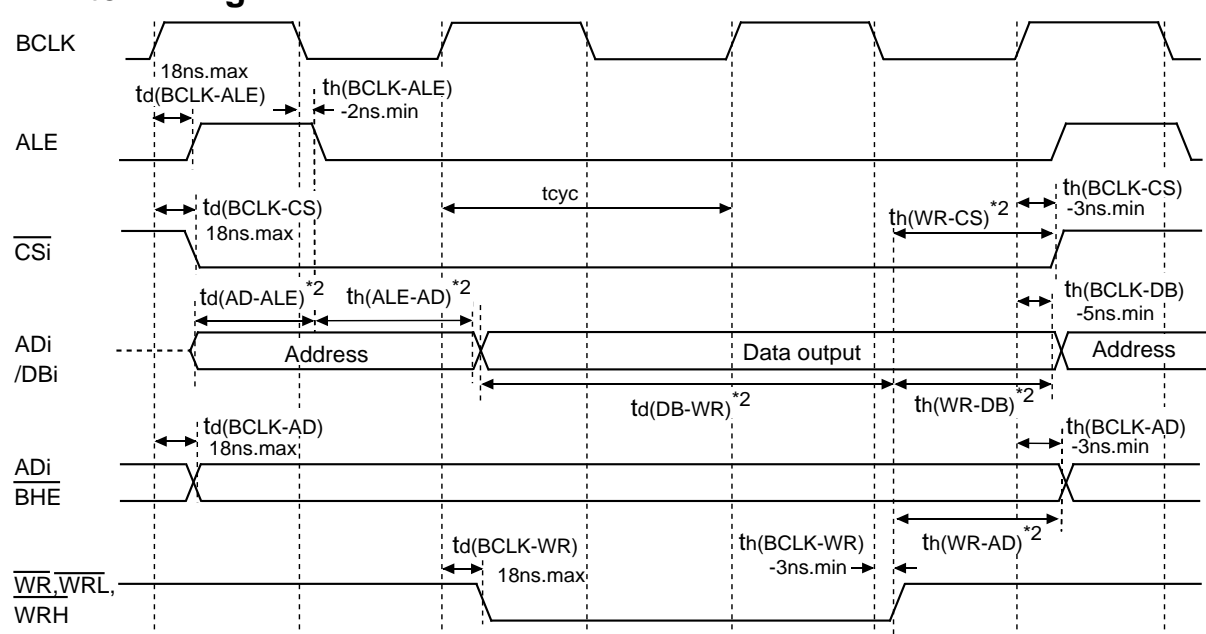 BCLK
18ns.max
td(BCLK-ALE)
th(BCLK-ALE)
-2ns.min
ALE
tcyc
td(BCLK-CS)
18ns.max
th(BCLK-CS)
-3ns.min
th(WR-CS)*2
CSi
td(AD-ALE)*2
th(ALE-AD)*2
th(BCLK-DB)
-5ns.min
ADi
/DBi
Address
Data output
Address
td(DB-WR)*2
th(WR-DB)*2
td(BCLK-AD)
18ns.max
th(BCLK-AD)
-3ns.min
ADi
BHE
th(WR-AD)*2
td(BCLK-WR)
18ns.max
th(BCLK-WR)
-3ns.min
WR,WRL,
WRH